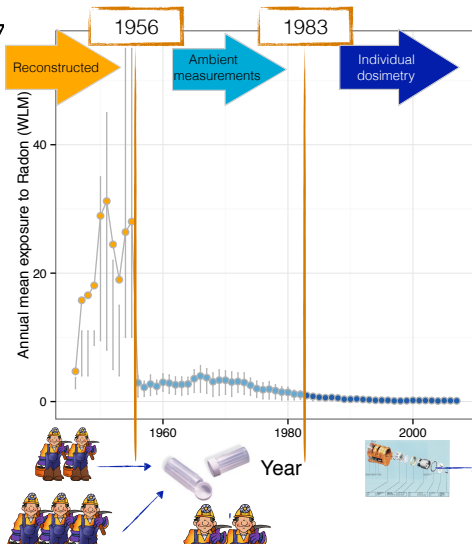 7
1956
1983
Reconstructed
Ambient
measurements
Individual
dosimetry
Annual mean exposure to Radon (WLM)
40
20
0
1960
1980
2000
Year